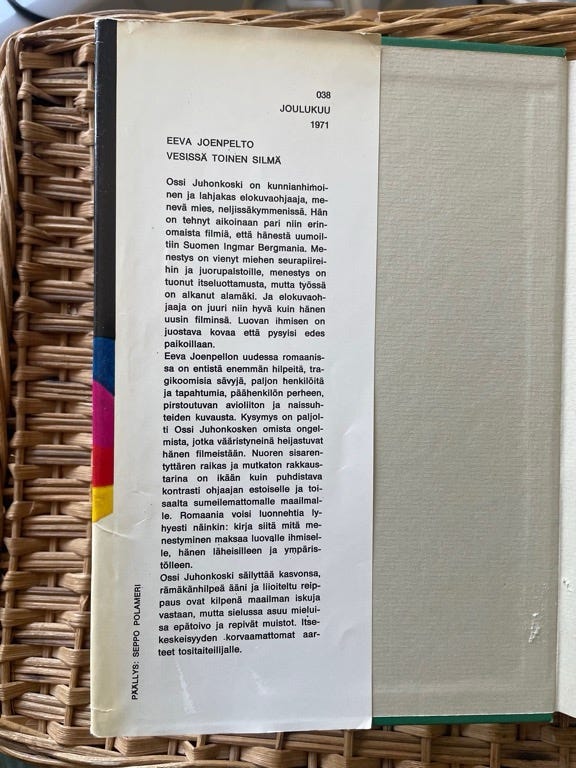 038
JOULUKUU
1971
EEVA JOENPELTO
VESISSÄ TOINEN SILMÄ
Ossi Juhonkoski on kunnianhimoi-
nen ja lahjakas elokuvaohjaaja, me-
nevä mies, neljissäkymmenissä. Hän
on tehnyt aikoinaan pari niin erin-
omaista filmiä, että hänestä uumoil-
tiin Suomen Ingmar Bergmania. Me-
nestys on vienyt miehen seurapiirei-
hin ja juorupalstoille, menestys on
tuonut itseluottamusta, mutta työssä
on alkanut alamäki. Ja elokuvaoh-
jaaja on juuri niin hyvä kuin hänen
uusin filminsä. Luovan ihmisen on
juostava kovaa että pysyisi edes
paikoillaan.
Eeva Joenpellon uudessa romaanis-
sa on entistä enemmän hilpeitä, tra-
gikoomisia sävyjä, paljon henkilöitä
ja tapahtumia, päähenkilön perheen,
pirstoutuvan avioliiton ja naissuh-
teiden kuvausta. Kysymys on paljol-
ti Ossi Juhonkosken omista ongel-
mista, jotka vääristyneinä heijastuvat
hänen filmeistään. Nuoren sisaren-
tyttären raikas ja mutkaton rakkaus-
tarina on ikään kuin puhdistava
kontrasti ohjaajan estoiselle ja toi-
saalta sumeilemattomalle maailmal-
le. Romaania voisi luonnehtia ly-
hyesti näinkin: kirja siitä mitä me-
nestyminen maksaa luovalle ihmisel-
le, hänen läheisilleen ja ympäris-
tölleen.
Ossi Juhonkoski säilyttää kasvonsa,
rämäkänhilpeä ääni ja liioiteltu reip-
paus ovat kilpenä maailman iskuja
vastaan, mutta sielussa asuu mielui-
sa epätoivo ja repivät muistot. Itse-
keskeisyyden korvaamattomat aar-
teet tositaiteilijalle.
PÄÄLLYS: SEPPO POLAMERI